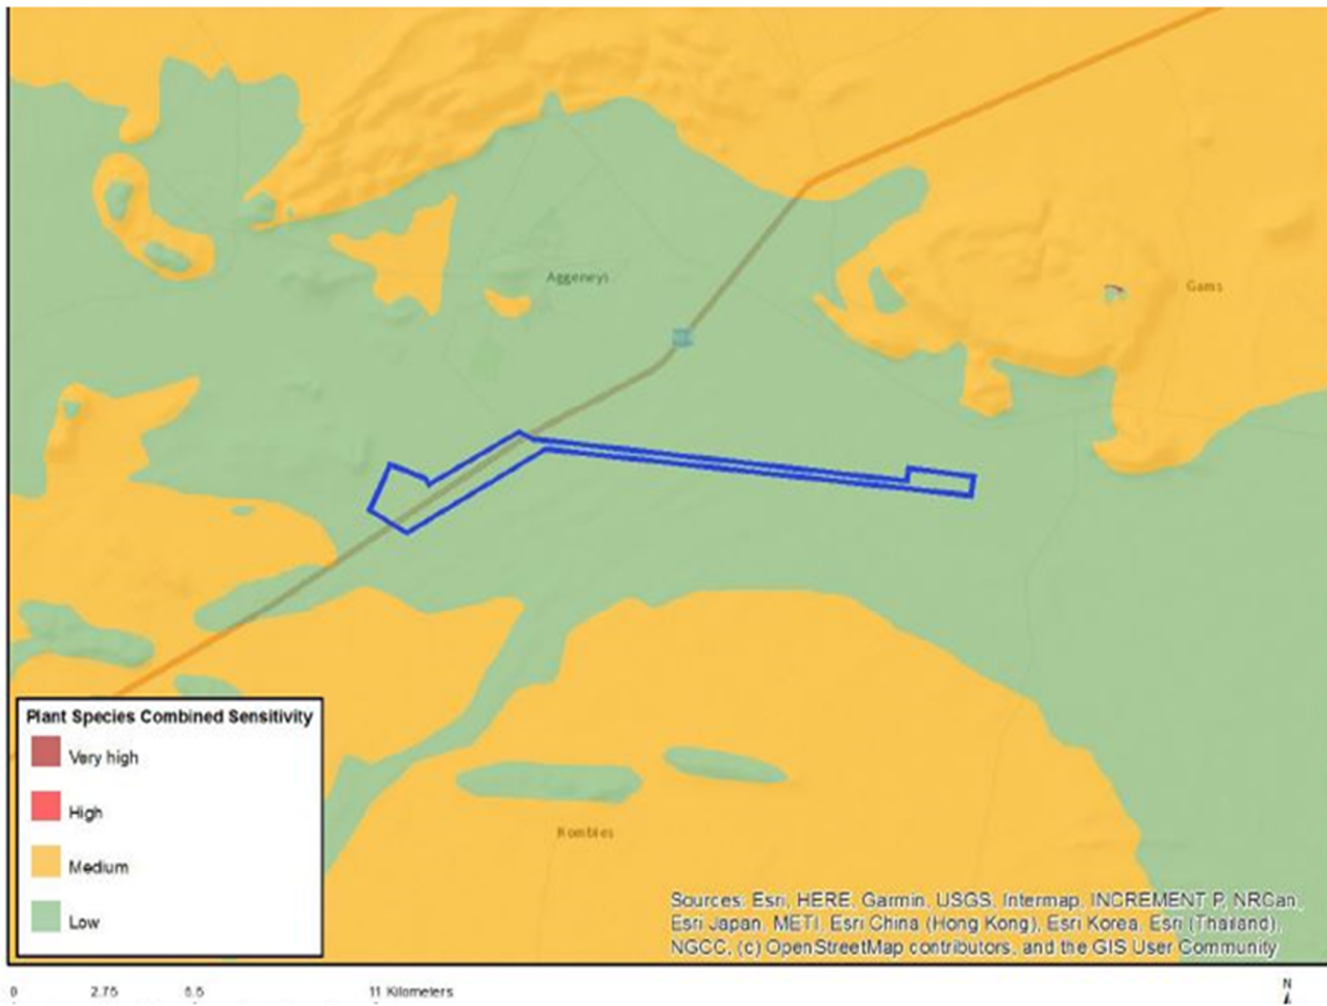 Aggeneys
Gams
Plant Species Combined Sensitivity
Very high
High
Medium
Low
Kombles
Sources: Esri, HERE, Garmin, USGS, Intermap, INCREMENT P, NRCan,
Esri Japan, METI, Esri China (Hong Kong), Esri Korea, Esri (Thailand),
NGCC, (c) OpenStreetMap contributors, and the GIS User Community
0 2.75 5.5 11 Kilometers
N